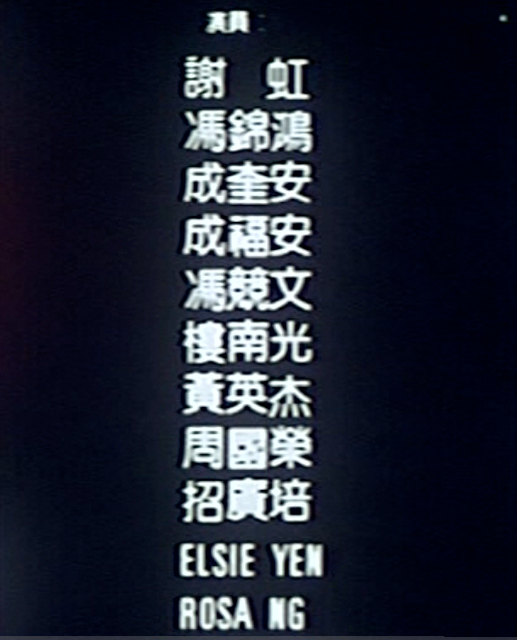 演員:
謝 虹
馮錦鴻
成奎安
成福安
馮競文
樓南光
黃英杰
周國榮
招廣培
ELSIE YEN
ROSA NG